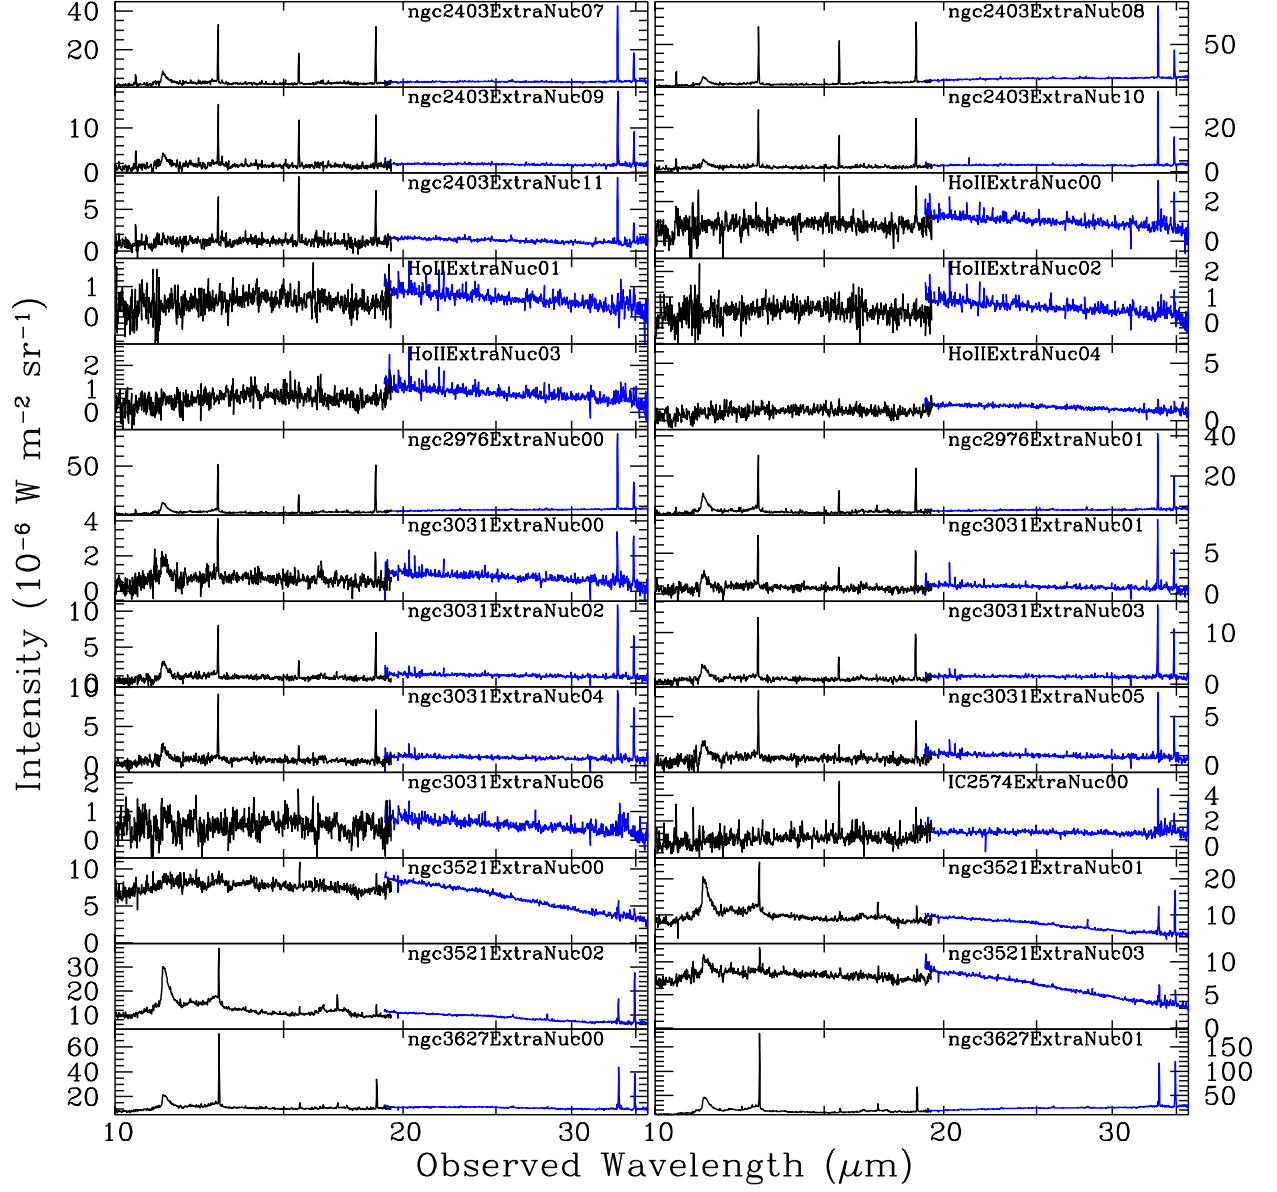 ngc2403ExtraNuc07
40
20
ngc2403ExtraNuc08
50
ngc2403ExtraNuc09
10
0
ngc2403ExtraNuc10
20
0
ngc2403ExtraNuc11
5
0
HoIIExtraNuc00
2
0
HoIIExtraNuc01
1
0
HoIIExtraNuc02
2
1
0
HoIIExtraNuc03
2
1
0
HoIIExtraNuc04
5
0
ngc2976ExtraNuc00
50
ngc2976ExtraNuc01
40
20
ngc3031ExtraNuc00
4
2
0
ngc3031ExtraNuc01
5
0
ngc3031ExtraNuc02
10
5
0
ngc3031ExtraNuc03
10
0
ngc3031ExtraNuc04
10
5
0
ngc3031ExtraNuc05
5
0
ngc3031ExtraNuc06
2
1
0
IC2574ExtraNuc00
4
2
0
ngc3521ExtraNuc00
10
5
0
ngc3521ExtraNuc01
20
10
ngc3521ExtraNuc02
30
20
10
ngc3521ExtraNuc03
10
5
0
ngc3627ExtraNuc00
60
40
20
ngc3627ExtraNuc01
150
100
50
10 20 30 10 20 30
Observed Wavelength (μm)
Intensity (10⁻⁶ W m⁻² sr⁻¹)